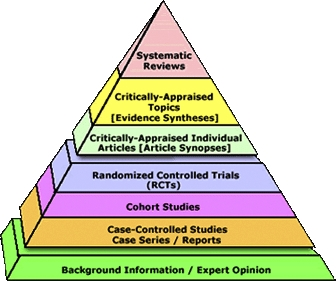 Systematic
Reviews
Critically-Appraised
Topics
[Evidence Syntheses]
Critically-Appraised Individual
Articles [Article Synopses]
Randomized Controlled Trials
(RCTs)
Cohort Studies
Case-Controlled Studies
Case Series / Reports
Background Information / Expert Opinion